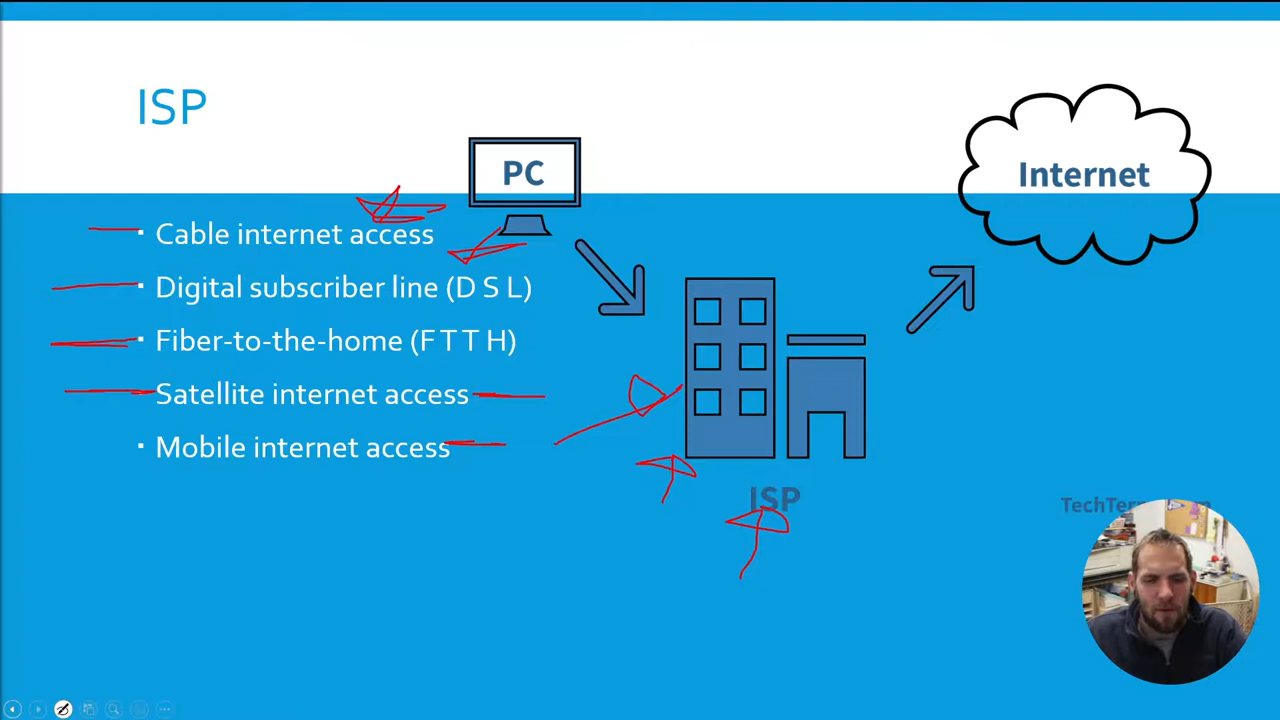 ISP
PC
Internet
Cable internet access
Digital subscriber line (D S L)
Fiber-to-the-home (F T T H)
Satellite internet access
Mobile internet access
ISP